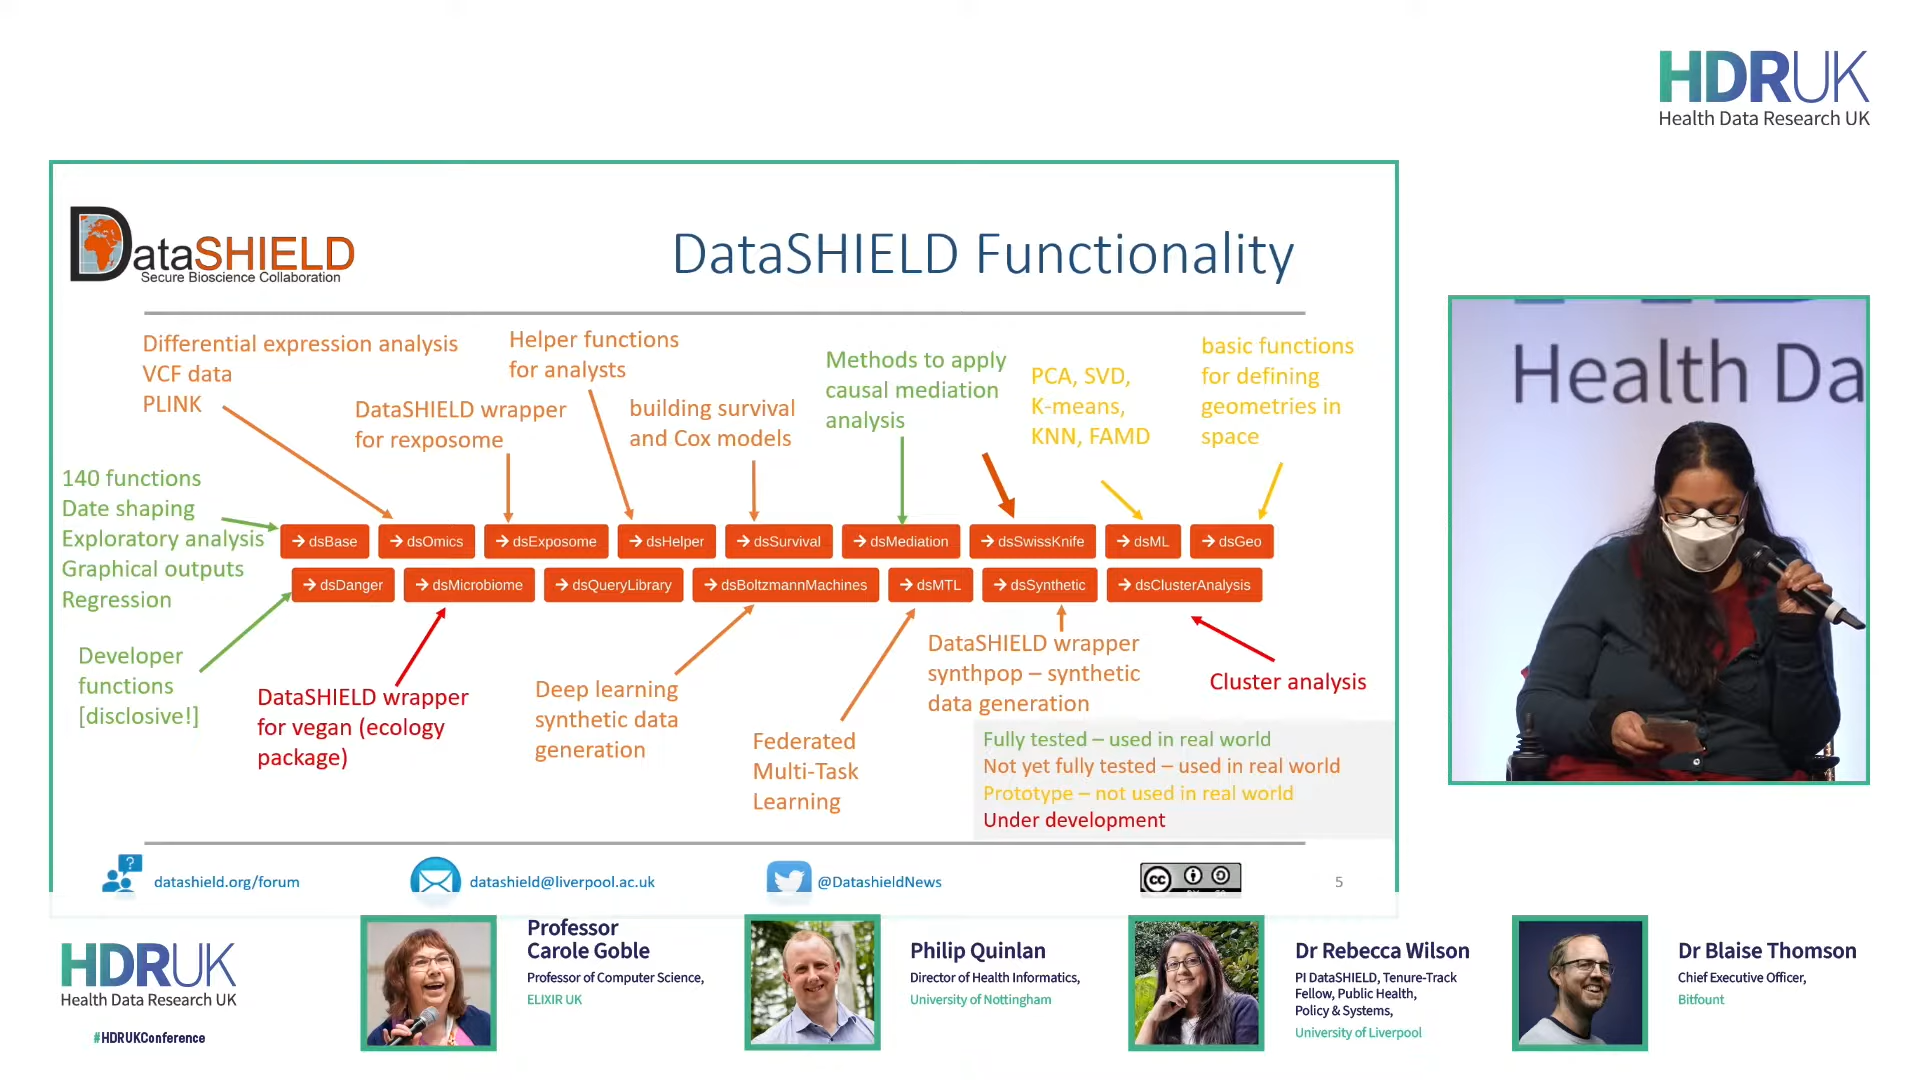 HDRUK
Health Data Research UK
DataSHIELD
Secure Bioscience Collaboration
DataSHIELD Functionality
Differential expression analysis
VCF data
PLINK
DataSHIELD wrapper
for rexposome
Helper functions
for analysts
building survival
and Cox models
Methods to apply
causal mediation
analysis
PCA, SVD,
K-means,
KNN, FAMD
basic functions
for defining
geometries in
space
140 functions
Date shaping
Exploratory analysis
Graphical outputs
Regression
→ dsBase
→ dsOmics
→ dsExposome
→ dsHelper
→ dsSurvival
→ dsMediation
→ dsSwissKnife
→ dsML
→ dsGeo
→ dsDanger
→ dsMicrobiome
→ dsQueryLibrary
→ dsBoltzmannMachines
→ dsMTL
→ dsSynthetic
→ dsClusterAnalysis
Developer
functions
[disclosive!]
DataSHIELD wrapper
for vegan (ecology
package)
Deep learning
synthetic data
generation
Federated
Multi-Task
Learning
DataSHIELD wrapper
synthpop – synthetic
data generation
Cluster analysis
Fully tested – used in real world
Not yet fully tested – used in real world
Prototype – not used in real world
Under development
?
datashield.org/forum
datashield@liverpool.ac.uk
@DatashieldNews
cc
5
Health Da
HDRUK
Health Data Research UK
#HDRUKConference
Professor
Carole Goble
Professor of Computer Science,
ELIXIR UK
Philip Quinlan
Director of Health Informatics,
University of Nottingham
Dr Rebecca Wilson
PI DataSHIELD, Tenure-Track
Fellow, Public Health,
Policy & Systems,
University of Liverpool
Dr Blaise Thomson
Chief Executive Officer,
Bitfount